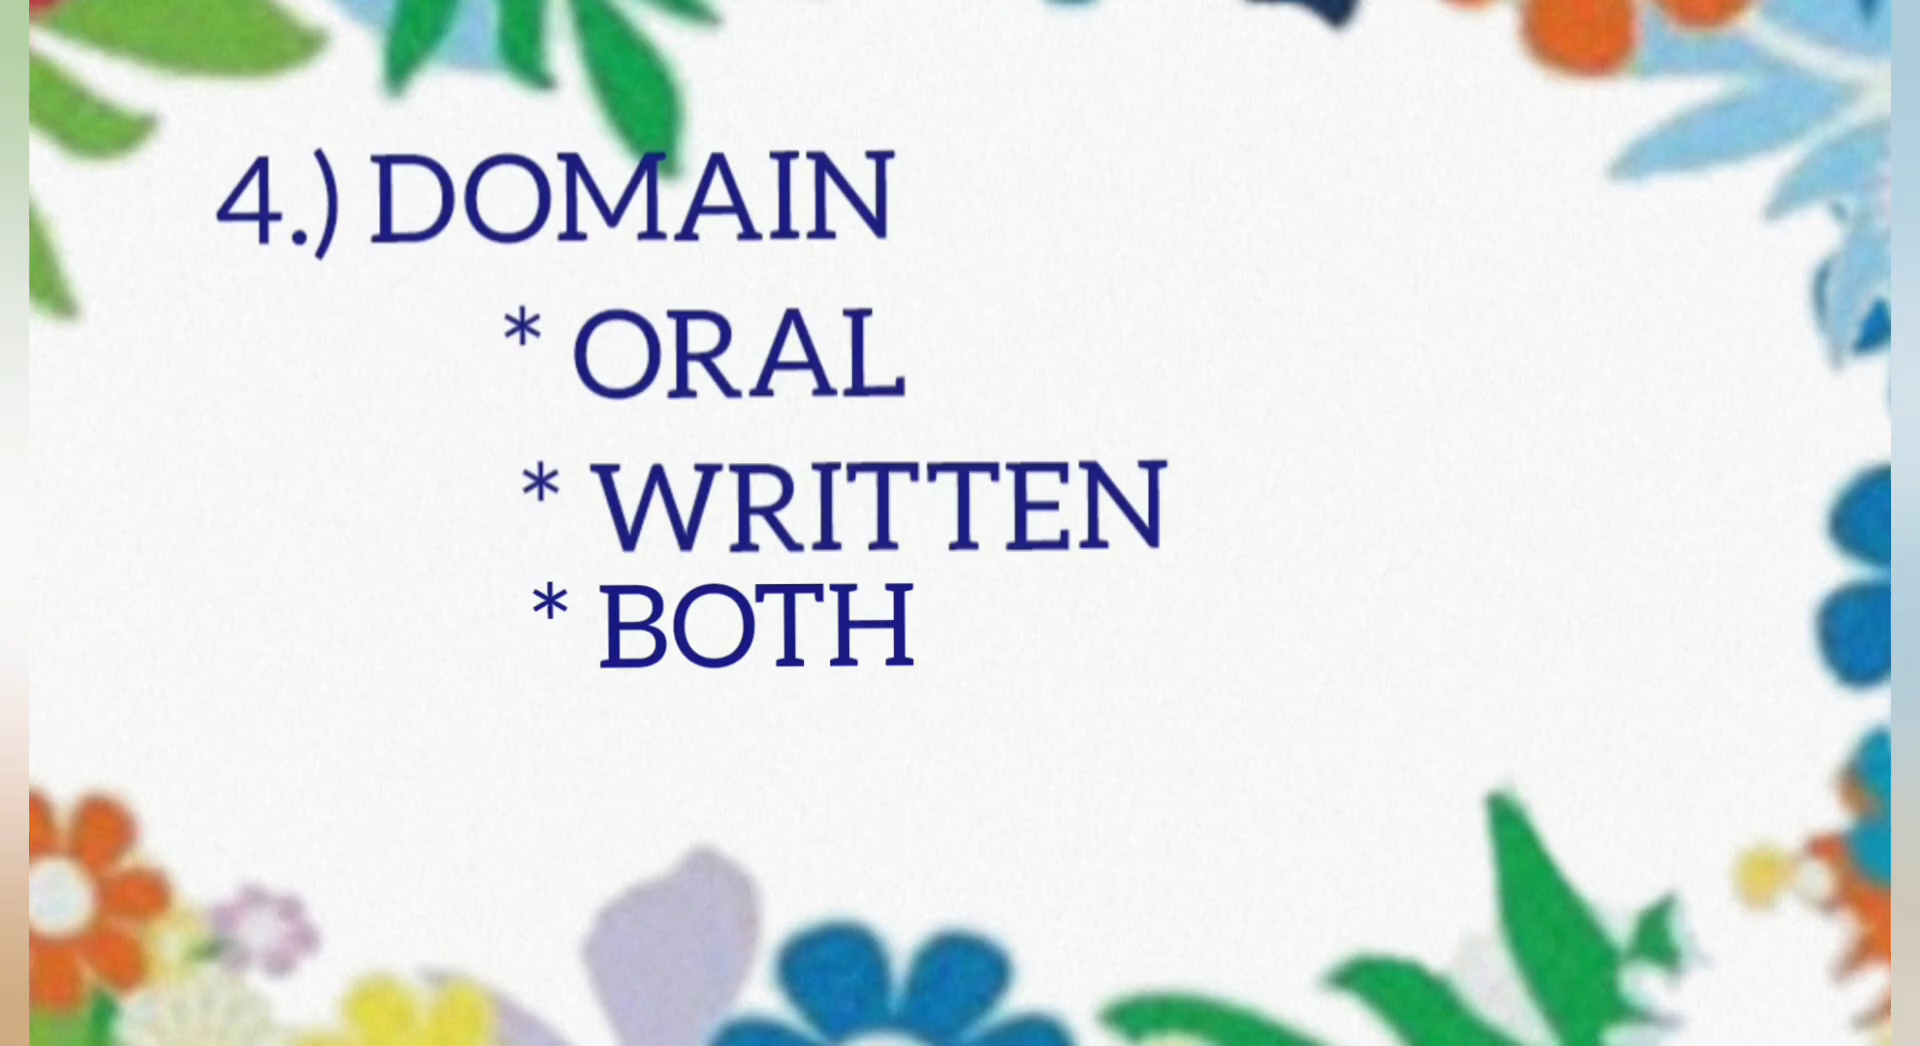 4.) DOMAIN
* ORAL
* WRITTEN
* BOTH